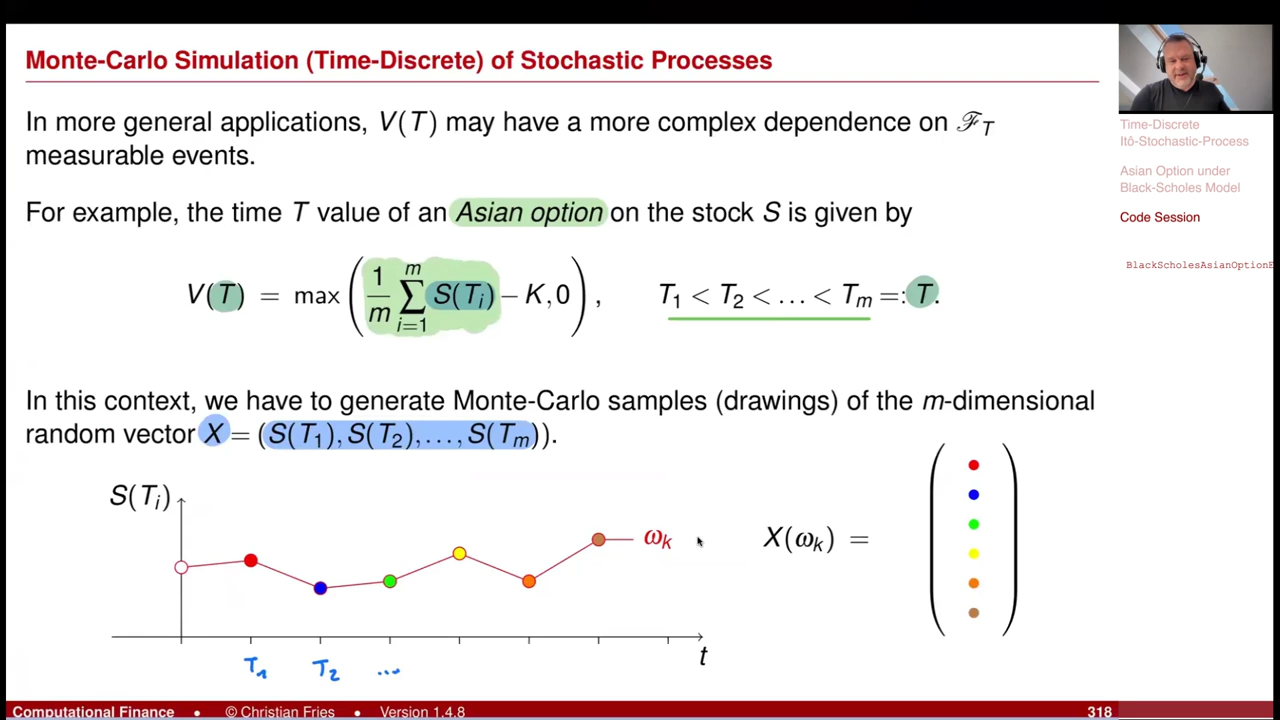 Monte-Carlo Simulation (Time-Discrete) of Stochastic Processes
In more general applications, V(T) may have a more complex dependence on ℱ_T
measurable events.
For example, the time T value of an Asian option on the stock S is given by
V(T) = max ( 1/m ∑_{i=1}^{m} S(T_i) − K, 0 ) , T_1 < T_2 < … < T_m =: T.
In this context, we have to generate Monte-Carlo samples (drawings) of the m-dimensional
random vector X = (S(T_1), S(T_2), …, S(T_m)).
S(T_i)
ω_k
X(ω_k) =
t
T_1 T_2 ...
Time-Discrete
Itô-Stochastic-Process
Asian Option under
Black-Scholes Model
Code Session
BlackScholesAsianOptionE
Computational Finance • © Christian Fries • Version 1.4.8 318